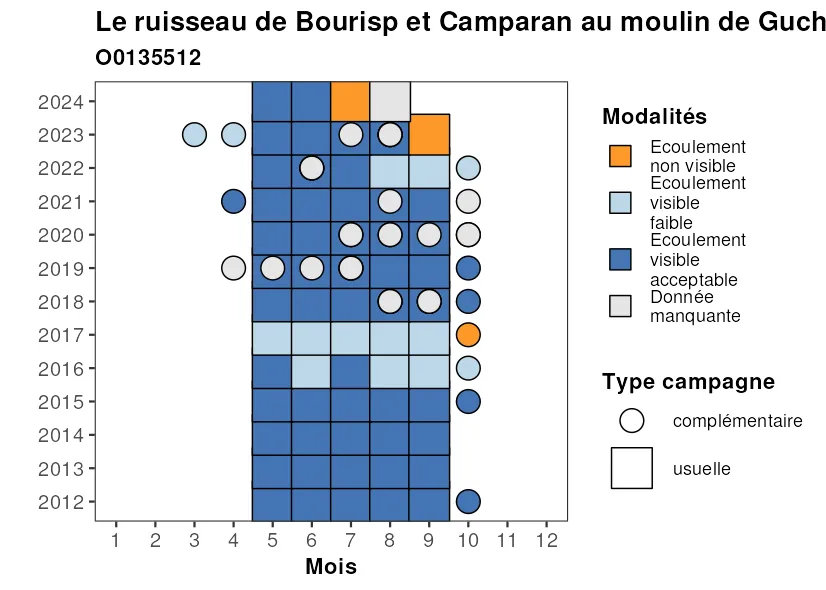 Le ruisseau de Bourisp et Camparan au moulin de Guch
O0135512
2024
2023
2022
2021
2020
2019
2018
2017
2016
2015
2014
2013
2012
1 2 3 4 5 6 7 8 9 10 11 12
Mois
Modalités
Ecoulement
non visible
Ecoulement
visible
faible
Ecoulement
visible
acceptable
Donnée
manquante
Type campagne
complémentaire
usuelle